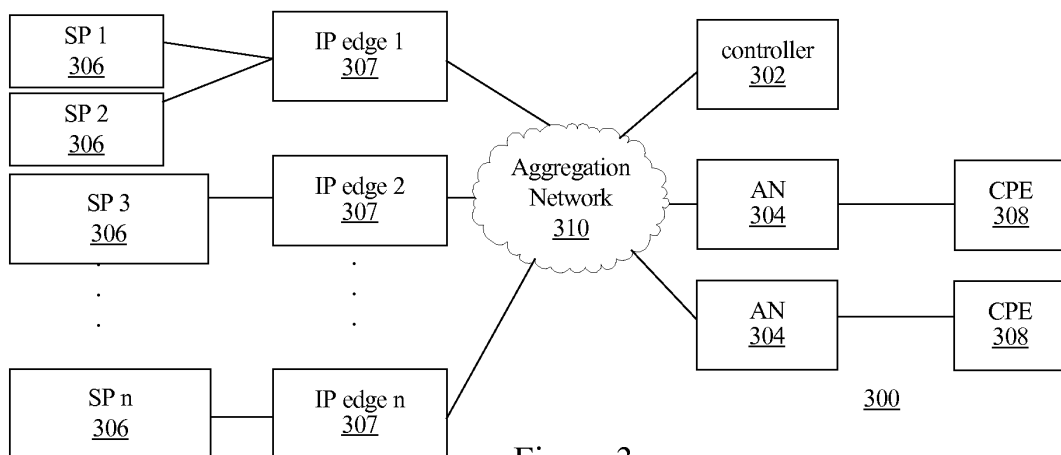 SP 1
306
SP 2
306
SP 3
306
SP n
306
IP edge 1
307
IP edge 2
307
IP edge n
307
Aggregation
Network
310
controller
302
AN
304
CPE
308
AN
304
CPE
308
300
Figure